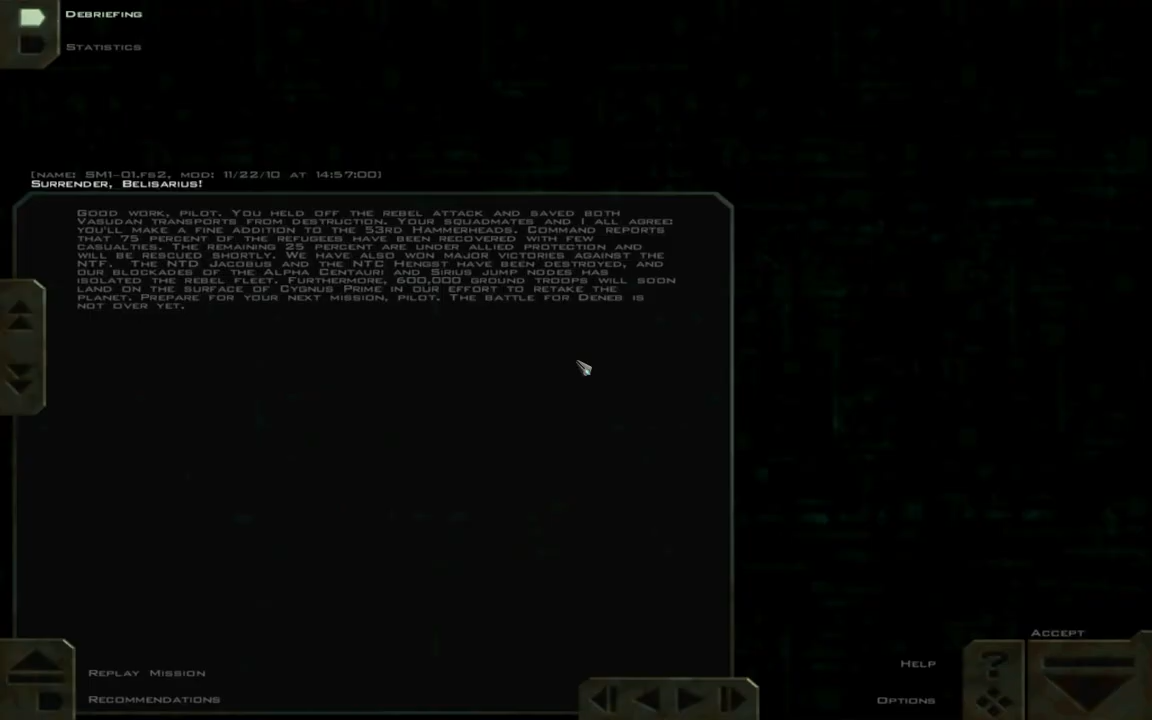 Debriefing
Statistics
[name: SM1-01.fs2, mod: 11/22/10 at 14:57:00]
Surrender, Belisarius!
Good work, pilot. You held off the rebel attack and saved both
Vasudan transports from destruction. Your squadmates and I all agree:
you'll make a fine addition to the 53rd Hammerheads. Command reports
that 75 percent of the refugees have been recovered with few
casualties. The remaining 25 percent are under allied protection and
will be rescued shortly. We have also won major victories against the
NTF. The NTD Jacobus and the NTC Hengst have been destroyed, and
our blockades of the Alpha Centauri and Sirius jump nodes has
isolated the rebel fleet. Furthermore, 600,000 ground troops will soon
land on the surface of Cygnus Prime in our effort to retake the
planet. Prepare for your next mission, pilot. The battle for Deneb is
not over yet.
Accept
Help
Replay Mission
Recommendations
Options